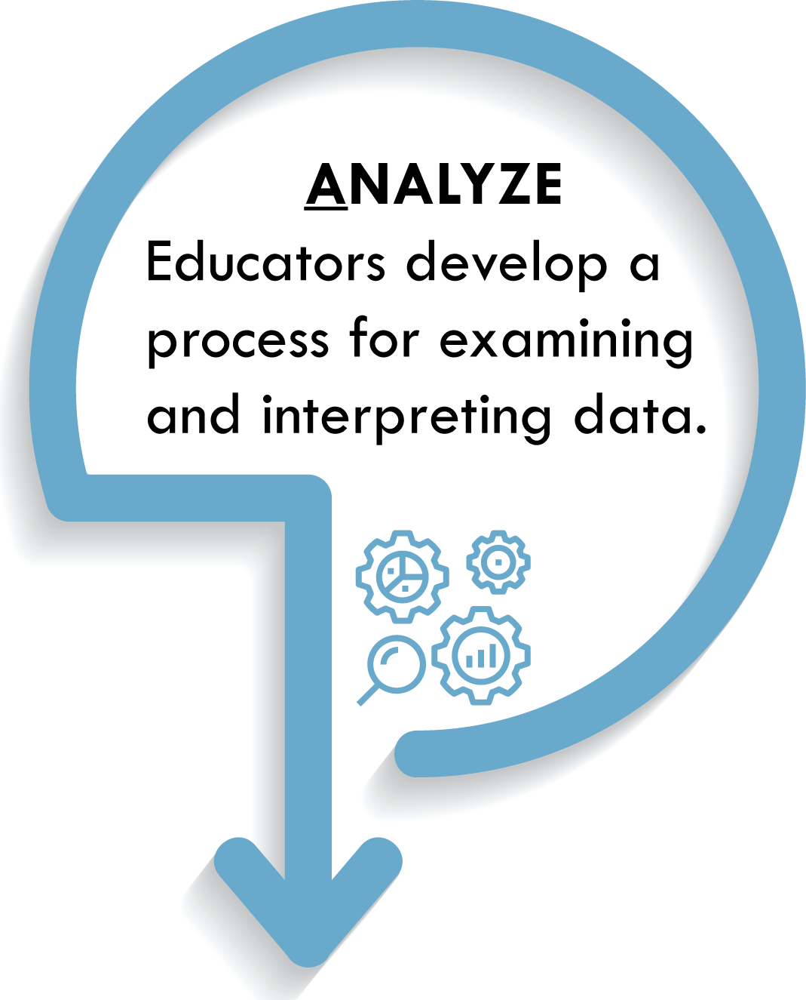 ANALYZE
Educators develop a
process for examining
and interpreting data.